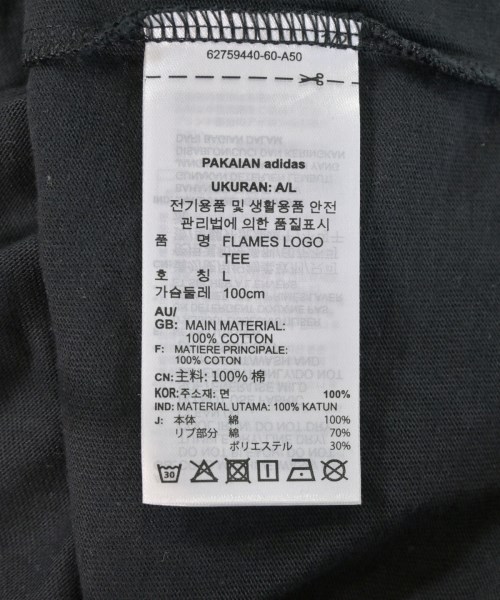 62759440-60-A50
PAKAIAN adidas
UKURAN: A/L
전기용품 및 생활용품 안전
관리법에 의한 품질표시
품 명 FLAMES LOGO
TEE
호 칭 L
가슴둘레 100cm
AU/
GB: MAIN MATERIAL:
100% COTTON
F: MATIERE PRINCIPALE:
100% COTON
CN: 主料: 100% 棉
KOR: 주소재: 면 100%
IND: MATERIAL UTAMA: 100% KATUN
J: 本体 綿 100%
リブ部分 綿 70%
ポリエステル 30%
30